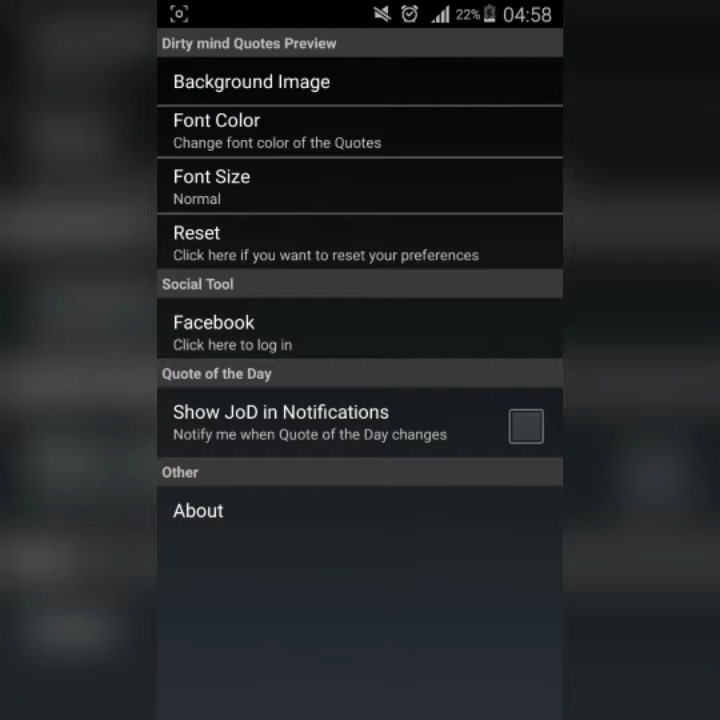 22% 04:58
Dirty mind Quotes Preview
Background Image
Font Color
Change font color of the Quotes
Font Size
Normal
Reset
Click here if you want to reset your preferences
Social Tool
Facebook
Click here to log in
Quote of the Day
Show JoD in Notifications
Notify me when Quote of the Day changes
Other
About